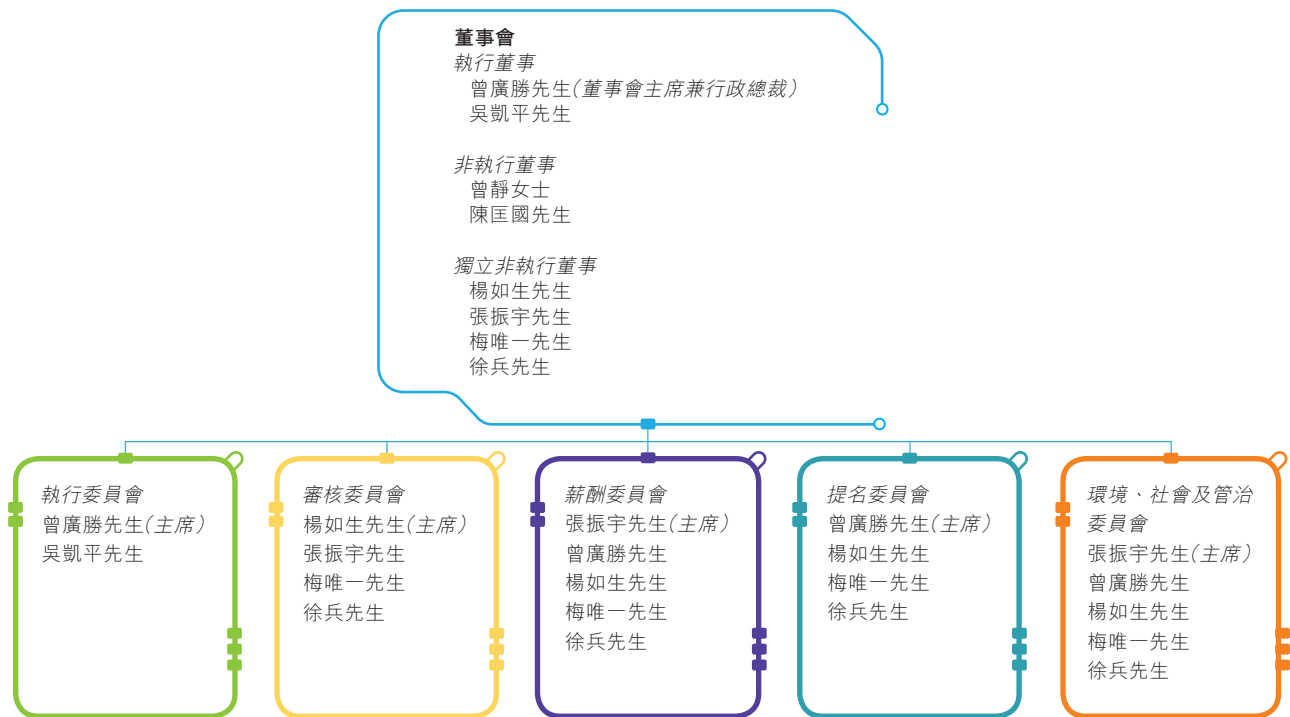 董事會
執行董事
曾廣勝先生(董事會主席兼行政總裁)
吳凱平先生
非執行董事
曾靜女士
陳匡國先生
獨立非執行董事
楊如生先生
張振宇先生
梅唯一先生
徐兵先生
執行委員會
曾廣勝先生(主席)
吳凱平先生
審核委員會
楊如生先生(主席)
張振宇先生
梅唯一先生
徐兵先生
薪酬委員會
張振宇先生(主席)
曾廣勝先生
楊如生先生
梅唯一先生
徐兵先生
提名委員會
曾廣勝先生(主席)
楊如生先生
梅唯一先生
徐兵先生
環境、社會及管治
委員會
張振宇先生(主席)
曾廣勝先生
楊如生先生
梅唯一先生
徐兵先生